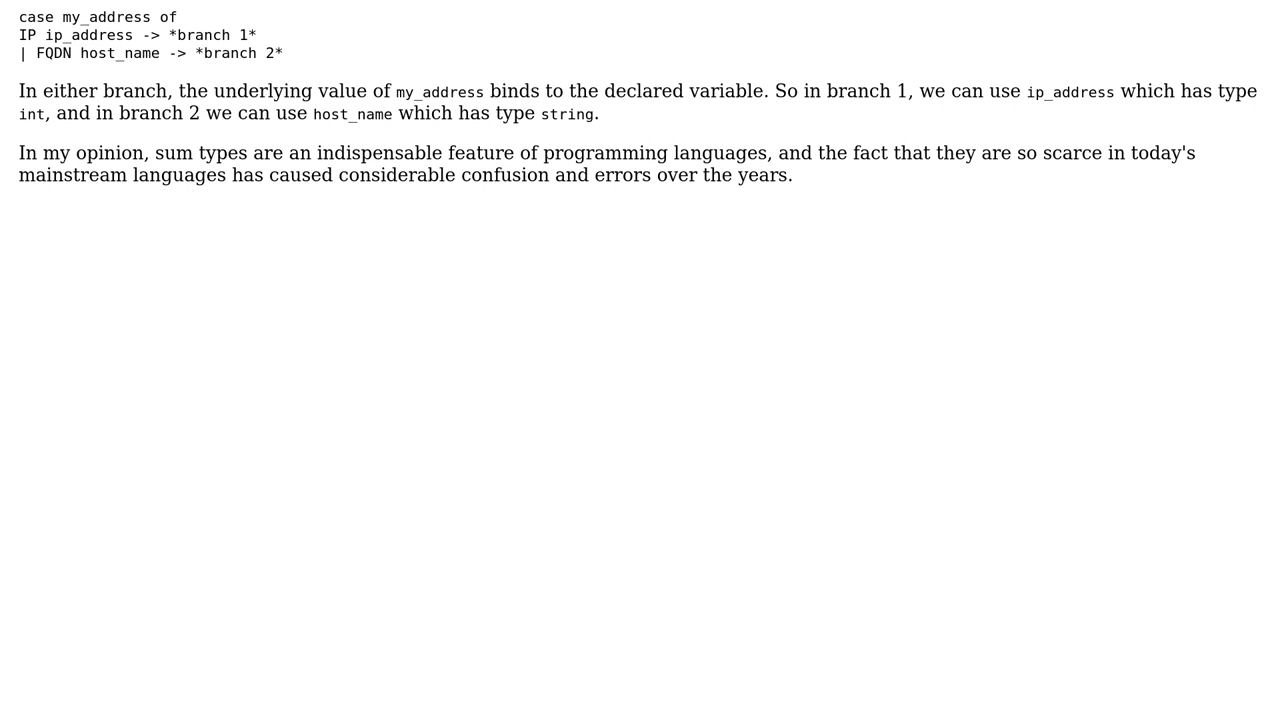 case my_address of
IP ip_address -> *branch 1*
| FQDN host_name -> *branch 2*
In either branch, the underlying value of my_address binds to the declared variable. So in branch 1, we can use ip_address which has type
int, and in branch 2 we can use host_name which has type string.
In my opinion, sum types are an indispensable feature of programming languages, and the fact that they are so scarce in today's
mainstream languages has caused considerable confusion and errors over the years.